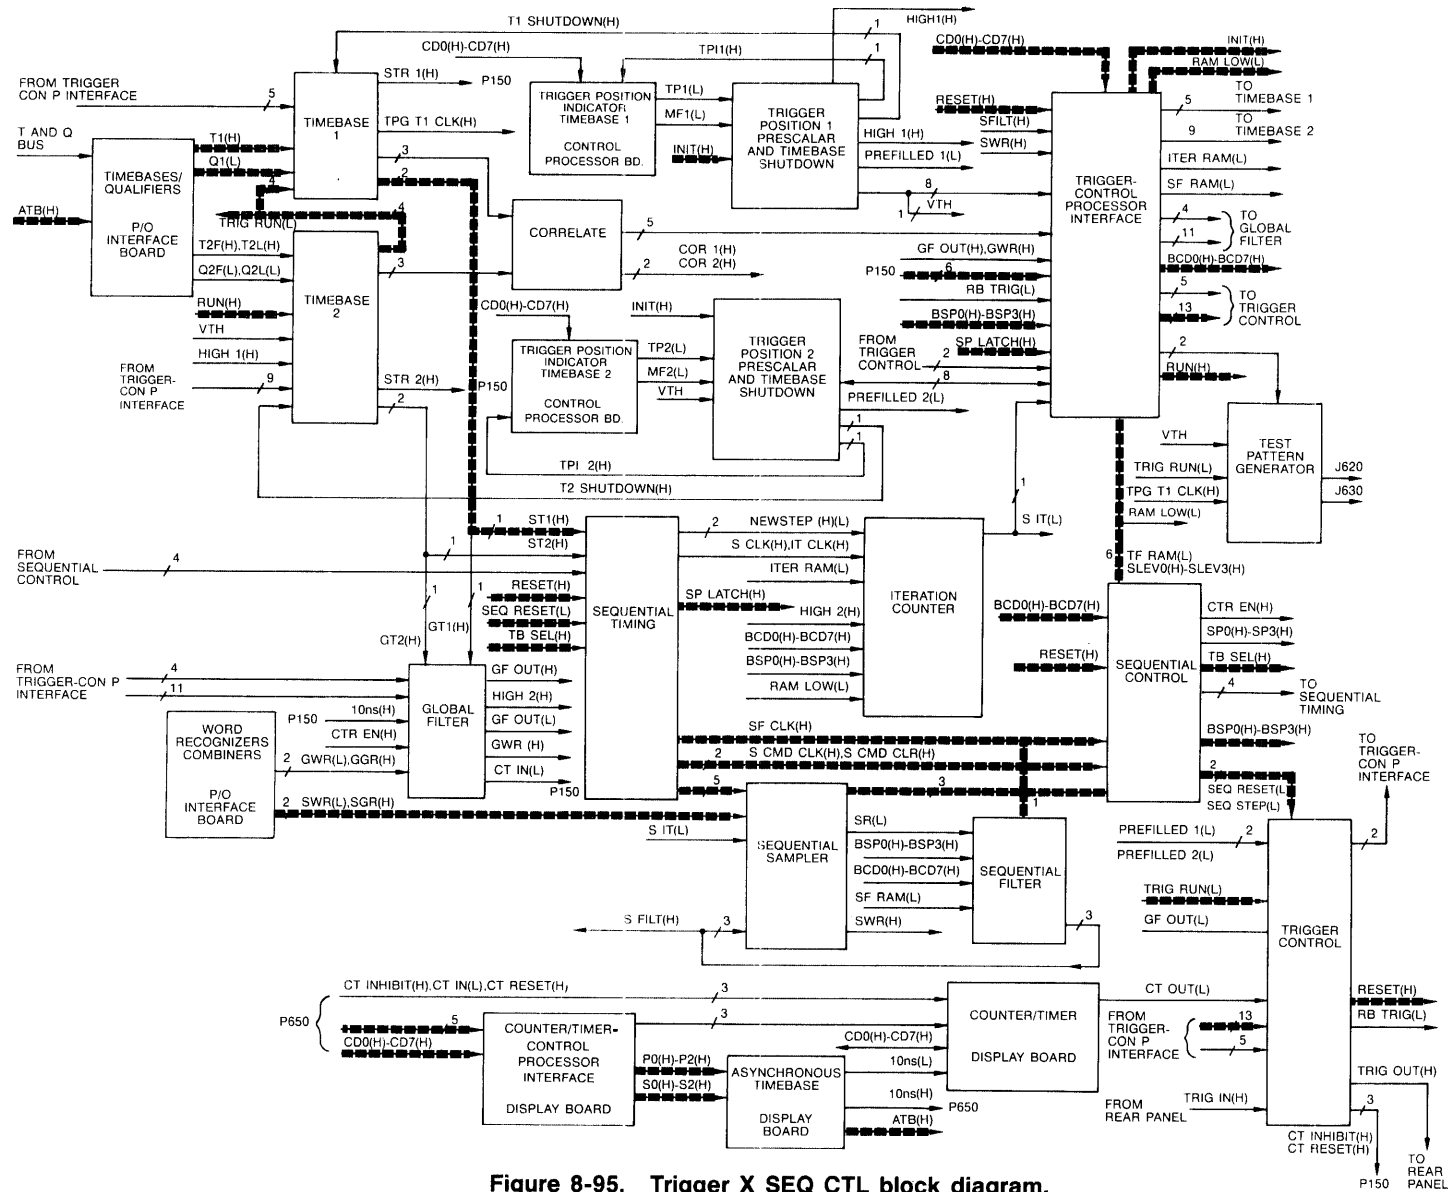 T1 SHUTDOWN(H)
1
HIGH1(H)
CD0(H)-CD7(H)
TPI1(H)
1
CD0(H)-CD7(H)
INIT(H)
RAM LOW(L)
FROM TRIGGER
CON P INTERFACE
5
STR 1(H)
P150
TIMEBASE
1
TPG T1 CLK(H)
3
2
TRIGGER POSITION
INDICATOR
TIMEBASE 1
CONTROL
PROCESSOR BD.
TP1(L)
MF1(L)
INIT(H)
TRIGGER
POSITION 1
PRESCALAR
AND TIMEBASE
SHUTDOWN
HIGH 1(H)
PREFILLED 1(L)
8
1
VTH
RESET(H)
SFILT(H)
SWR(H)
TRIGGER-
CONTROL
PROCESSOR
INTERFACE
5
TO
TIMEBASE 1
9
TO
TIMEBASE 2
ITER RAM(L)
SF RAM(L)
4
11
TO
GLOBAL
FILTER
BCD0(H)-BCD7(H)
5
13
TO
TRIGGER
CONTROL
2
RUN(H)
T AND Q
BUS
ATB(H)
TIMEBASES/
QUALIFIERS
P/O
INTERFACE
BOARD
T1(H)
Q1(L)
4
4
TRIG RUN(L)
T2F(H),T2L(H)
Q2F(L),Q2L(L)
RUN(H)
VTH
HIGH 1(H)
FROM
TRIGGER-
CON P
INTERFACE
9
TIMEBASE
2
3
STR 2(H)
P150
2
CORRELATE
5
2
COR 1(H)
COR 2(H)
GF OUT(H),GWR(H)
P150
6
RB TRIG(L)
BSP0(H)-BSP3(H)
FROM
TRIGGER
CONTROL
SP LATCH(H)
2
8
CD0(H)-CD7(H)
INIT(H)
TRIGGER POSITION
INDICATOR
TIMEBASE 2
CONTROL
PROCESSOR BD.
TP2(L)
MF2(L)
VTH
TRIGGER
POSITION 2
PRESCALAR
AND TIMEBASE
SHUTDOWN
PREFILLED 2(L)
1
1
TPI 2(H)
T2 SHUTDOWN(H)
VTH
TRIG RUN(L)
TPG T1 CLK(H)
RAM LOW(L)
TEST
PATTERN
GENERATOR
J620
J630
FROM
SEQUENTIAL
CONTROL
4
1
ST1(H)
1
ST2(H)
1
1
RESET(H)
SEQ RESET(L)
TB SEL(H)
SEQUENTIAL
TIMING
2
NEWSTEP (H)(L)
S CLK(H),IT CLK(H)
ITER RAM(L)
SP LATCH(H)
HIGH 2(H)
BCD0(H)-BCD7(H)
BSP0(H)-BSP3(H)
RAM LOW(L)
ITERATION
COUNTER
1
S IT(L)
6
TF RAM(L)
SLEV0(H)-SLEV3(H)
BCD0(H)-BCD7(H)
RESET(H)
SEQUENTIAL
CONTROL
CTR EN(H)
SP0(H)-SP3(H)
TB SEL(H)
4
TO
SEQUENTIAL
TIMING
BSP0(H)-BSP3(H)
2
SEQ RESET(L)
SEQ STEP(L)
GT2(H)
GT1(H)
FROM
TRIGGER-CON P
INTERFACE
4
11
P150
10ns(H)
CTR EN(H)
GLOBAL
FILTER
GF OUT(H)
HIGH 2(H)
GF OUT(L)
GWR (H)
CT IN(L)
P150
WORD
RECOGNIZERS
COMBINERS
P/O
INTERFACE
BOARD
2
GWR(L),GGR(H)
2
SWR(L),SGR(H)
SF CLK(H)
2
S CMD CLK(H),S CMD CLR(H)
5
3
1
S IT(L)
SEQUENTIAL
SAMPLER
SR(L)
BSP0(H)-BSP3(H)
BCD0(H)-BCD7(H)
SF RAM(L)
SWR(H)
SEQUENTIAL
FILTER
3
S FILT(H)
3
TO
TRIGGER-
CON P
INTERFACE
PREFILLED 1(L)
2
PREFILLED 2(L)
2
TRIG RUN(L)
GF OUT(L)
TRIGGER
CONTROL
RESET(H)
RB TRIG(L)
CT INHIBIT(H),CT IN(L),CT RESET(H)
3
P650
5
CD0(H)-CD7(H)
COUNTER/TIMER-
CONTROL
PROCESSOR
INTERFACE
DISPLAY BOARD
3
P0(H)-P2(H)
S0(H)-S2(H)
ASYNCHRONOUS
TIMEBASE
DISPLAY
BOARD
CD0(H)-CD7(H)
10ns(L)
10ns(H)
P650
ATB(H)
COUNTER/TIMER
DISPLAY BOARD
CT OUT(L)
FROM
TRIGGER-
CON P
INTERFACE
13
5
FROM
REAR PANEL
TRIG IN(H)
TRIG OUT(H)
3
CT INHIBIT(H)
CT RESET(H)
P150
TO
REAR
PANEL
Figure 8-95. Trigger X SEQ CTL block diagram.